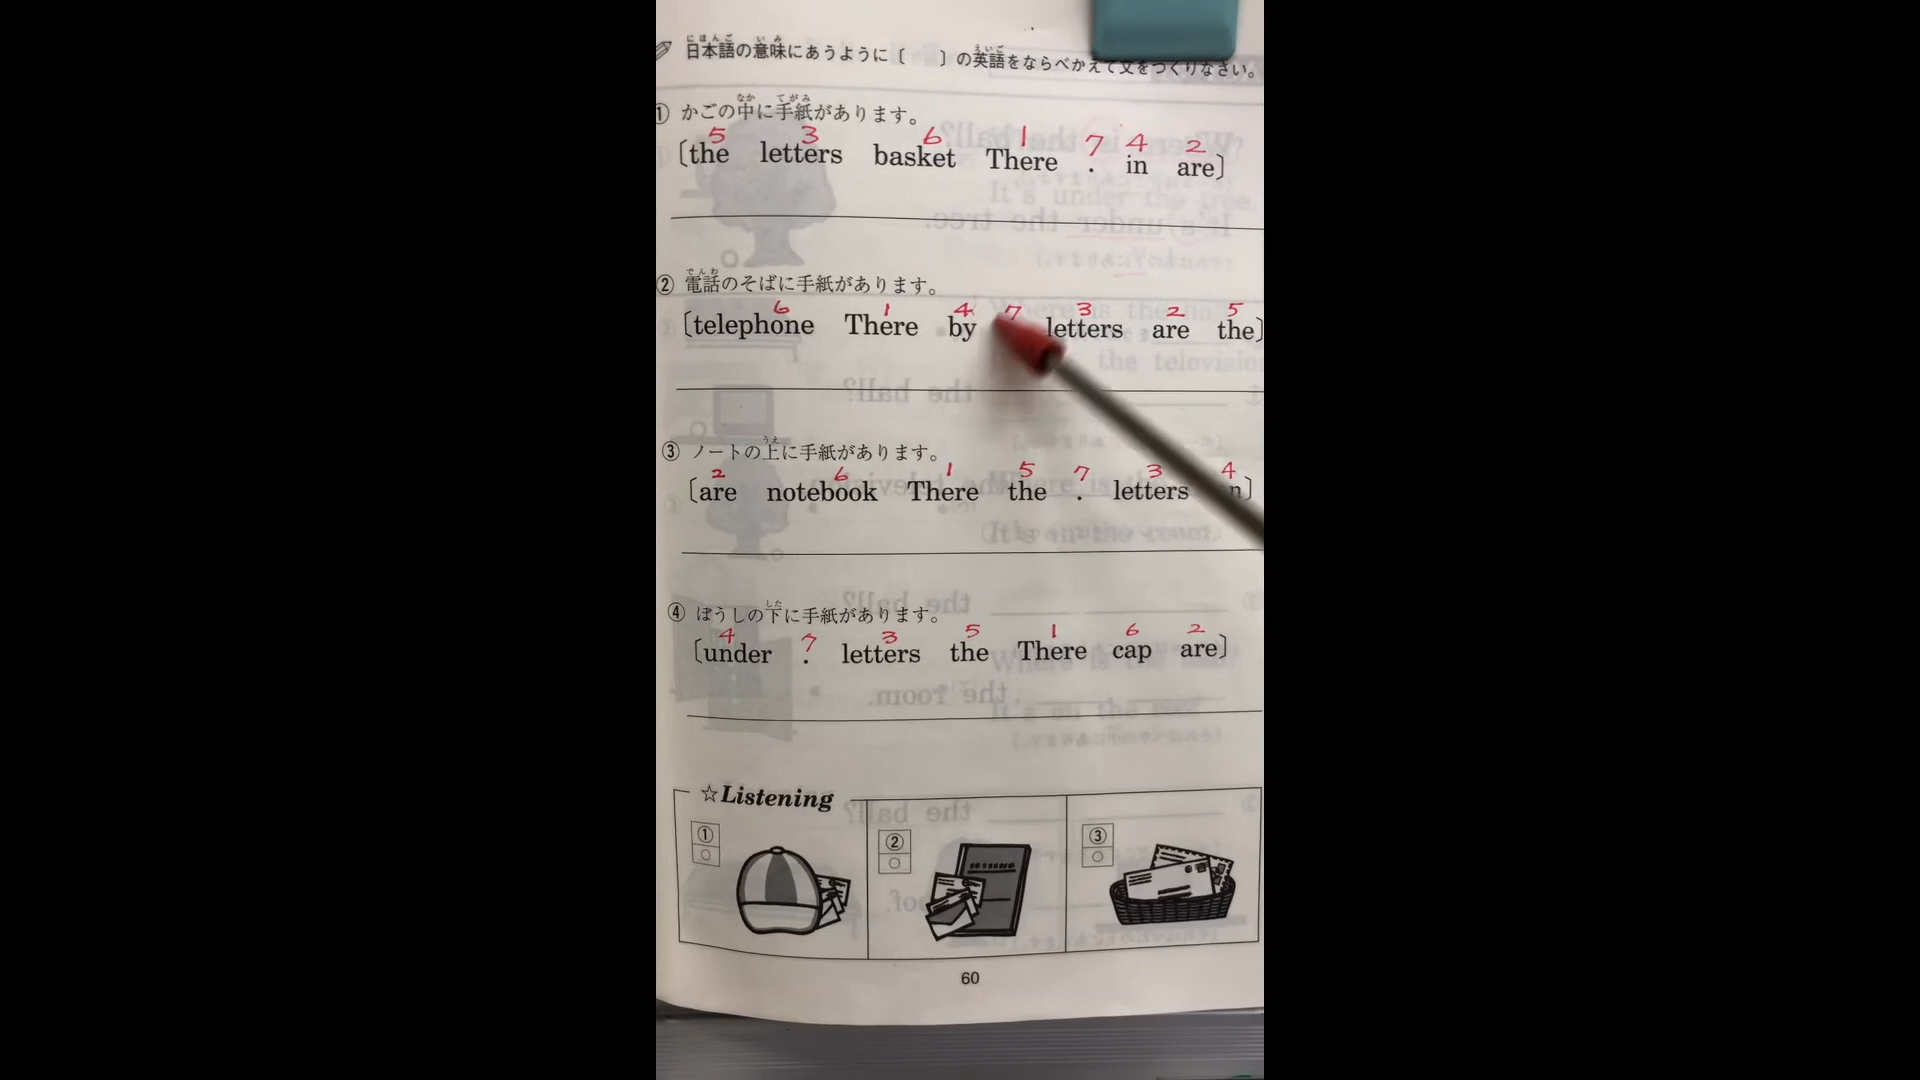 日本語の意味にあうように〔　〕の英語をならべかえて文をつくりなさい。
① かごの中に手紙があります。
5 3 6 1 7 4 2
〔the letters basket There . in are〕
② 電話のそばに手紙があります。
6 1 4 7 3 2 5
〔telephone There by letters are the〕
③ ノートの上に手紙があります。
2 6 1 5 7 3 4
〔are notebook There the . letters 〕
④ ぼうしの下に手紙があります。
4 7 3 5 1 6 2
〔under . letters the There cap are〕
☆Listening
① ② ③
60